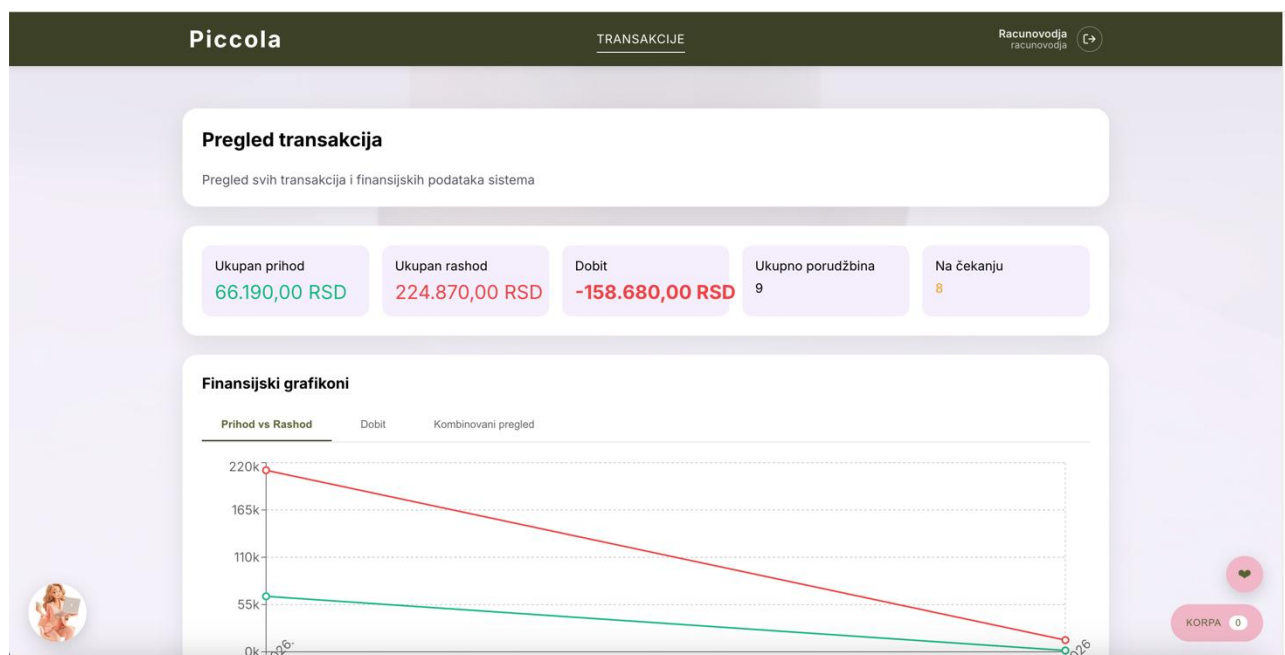 Piccola
TRANSAKCIJE
Racunovodja
racunovodja
Pregled transakcija
Pregled svih transakcija i finansijskih podataka sistema
Ukupan prihod
66.190,00 RSD
Ukupan rashod
224.870,00 RSD
Dobit
-158.680,00 RSD
Ukupno porudžbina
9
Na čekanju
8
Finansijski grafikoni
Prihod vs Rashod
Dobit
Kombinovani pregled
220k
165k
110k
55k
0k
KORPA 0